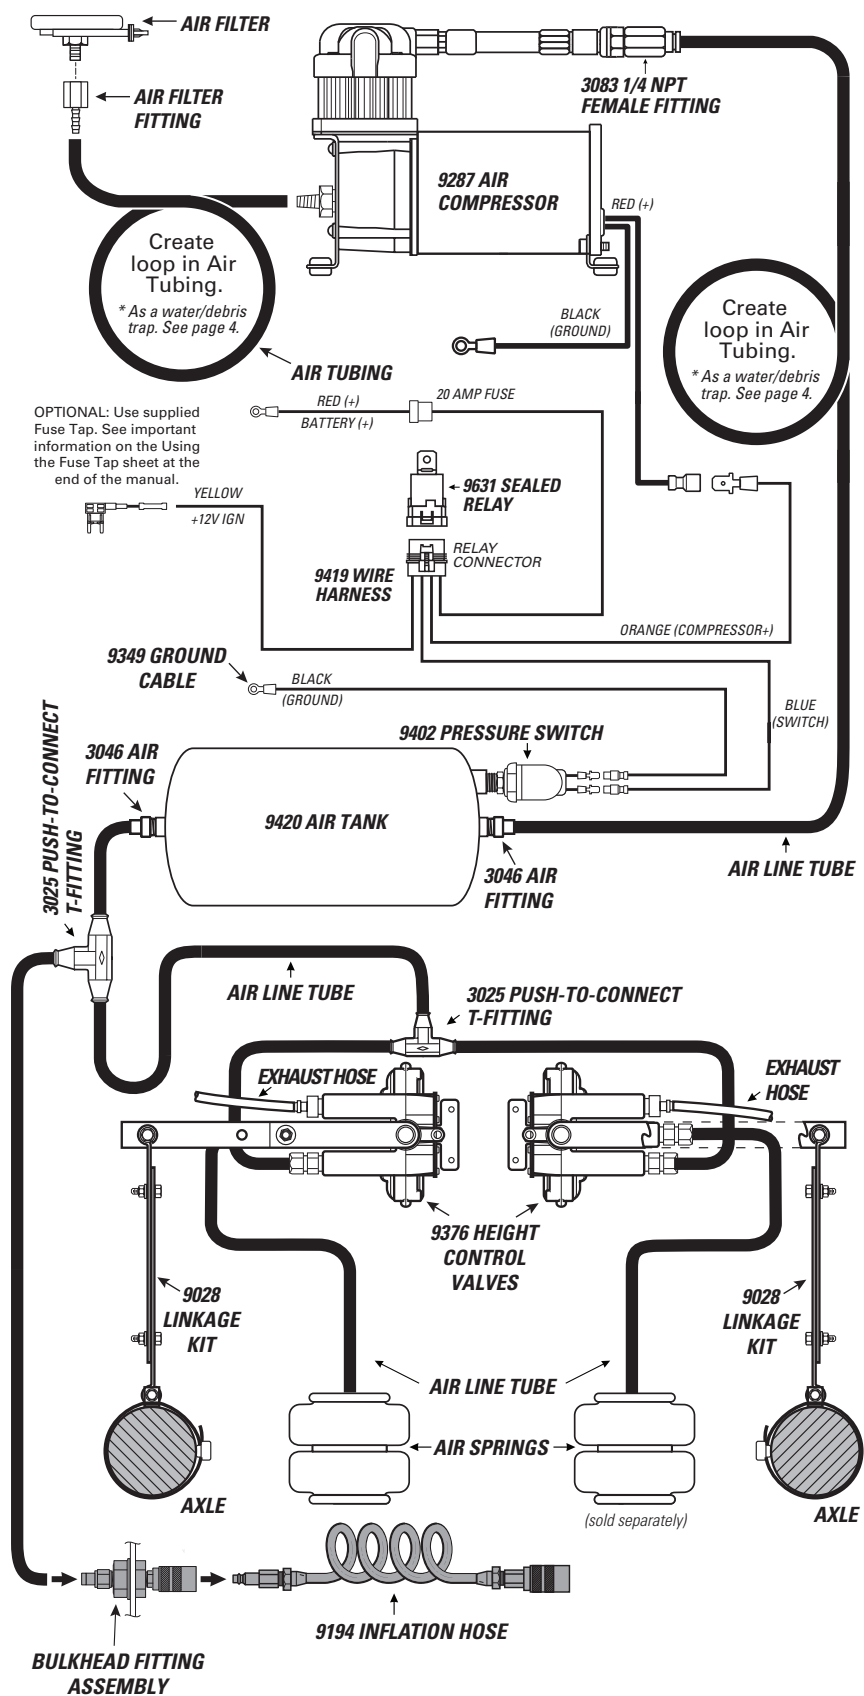 AIR FILTER
AIR FILTER
FITTING
3083 1/4 NPT
FEMALE FITTING
9287 AIR
COMPRESSOR
RED (+)
Create
loop in Air
Tubing.
* As a water/debris
trap. See page 4.
BLACK
(GROUND)
Create
loop in Air
Tubing.
* As a water/debris
trap. See page 4.
AIR TUBING
OPTIONAL: Use supplied
Fuse Tap. See important
information on the Using
the Fuse Tap sheet at the
end of the manual.
RED (+)
BATTERY (+)
20 AMP FUSE
9631 SEALED
RELAY
YELLOW
+12V IGN
RELAY
CONNECTOR
9419 WIRE
HARNESS
ORANGE (COMPRESSOR+)
9349 GROUND
CABLE
BLACK
(GROUND)
BLUE
(SWITCH)
9402 PRESSURE SWITCH
3046 AIR
FITTING
9420 AIR TANK
3025 PUSH-TO-CONNECT
T-FITTING
3046 AIR
FITTING
AIR LINE TUBE
AIR LINE TUBE
3025 PUSH-TO-CONNECT
T-FITTING
EXHAUST HOSE
EXHAUST
HOSE
9376 HEIGHT
CONTROL
VALVES
9028
LINKAGE
KIT
9028
LINKAGE
KIT
AIR LINE TUBE
AIR SPRINGS
(sold separately)
AXLE
AXLE
9194 INFLATION HOSE
BULKHEAD FITTING
ASSEMBLY